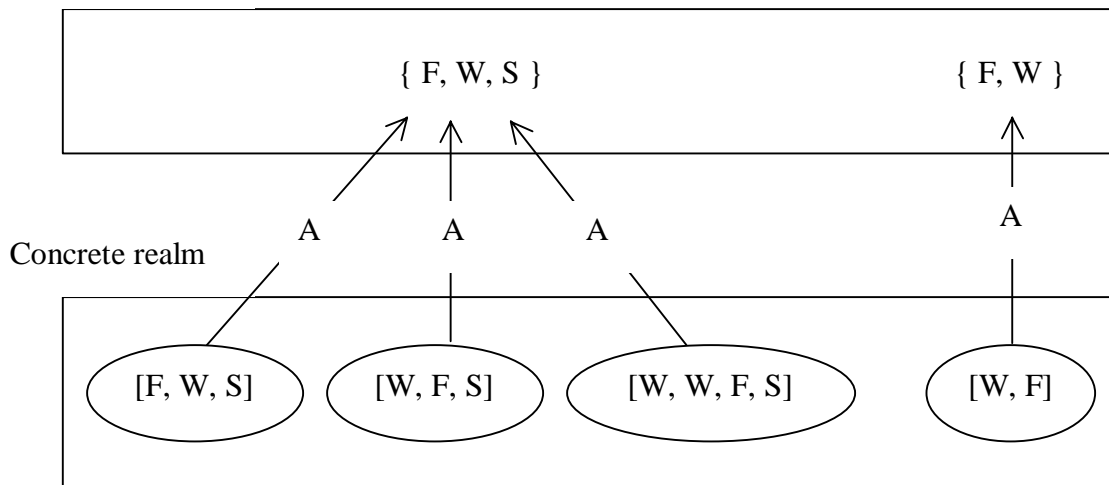 { F, W, S } { F, W }
A A A A
Concrete realm
[F, W, S] [W, F, S] [W, W, F, S] [W, F]